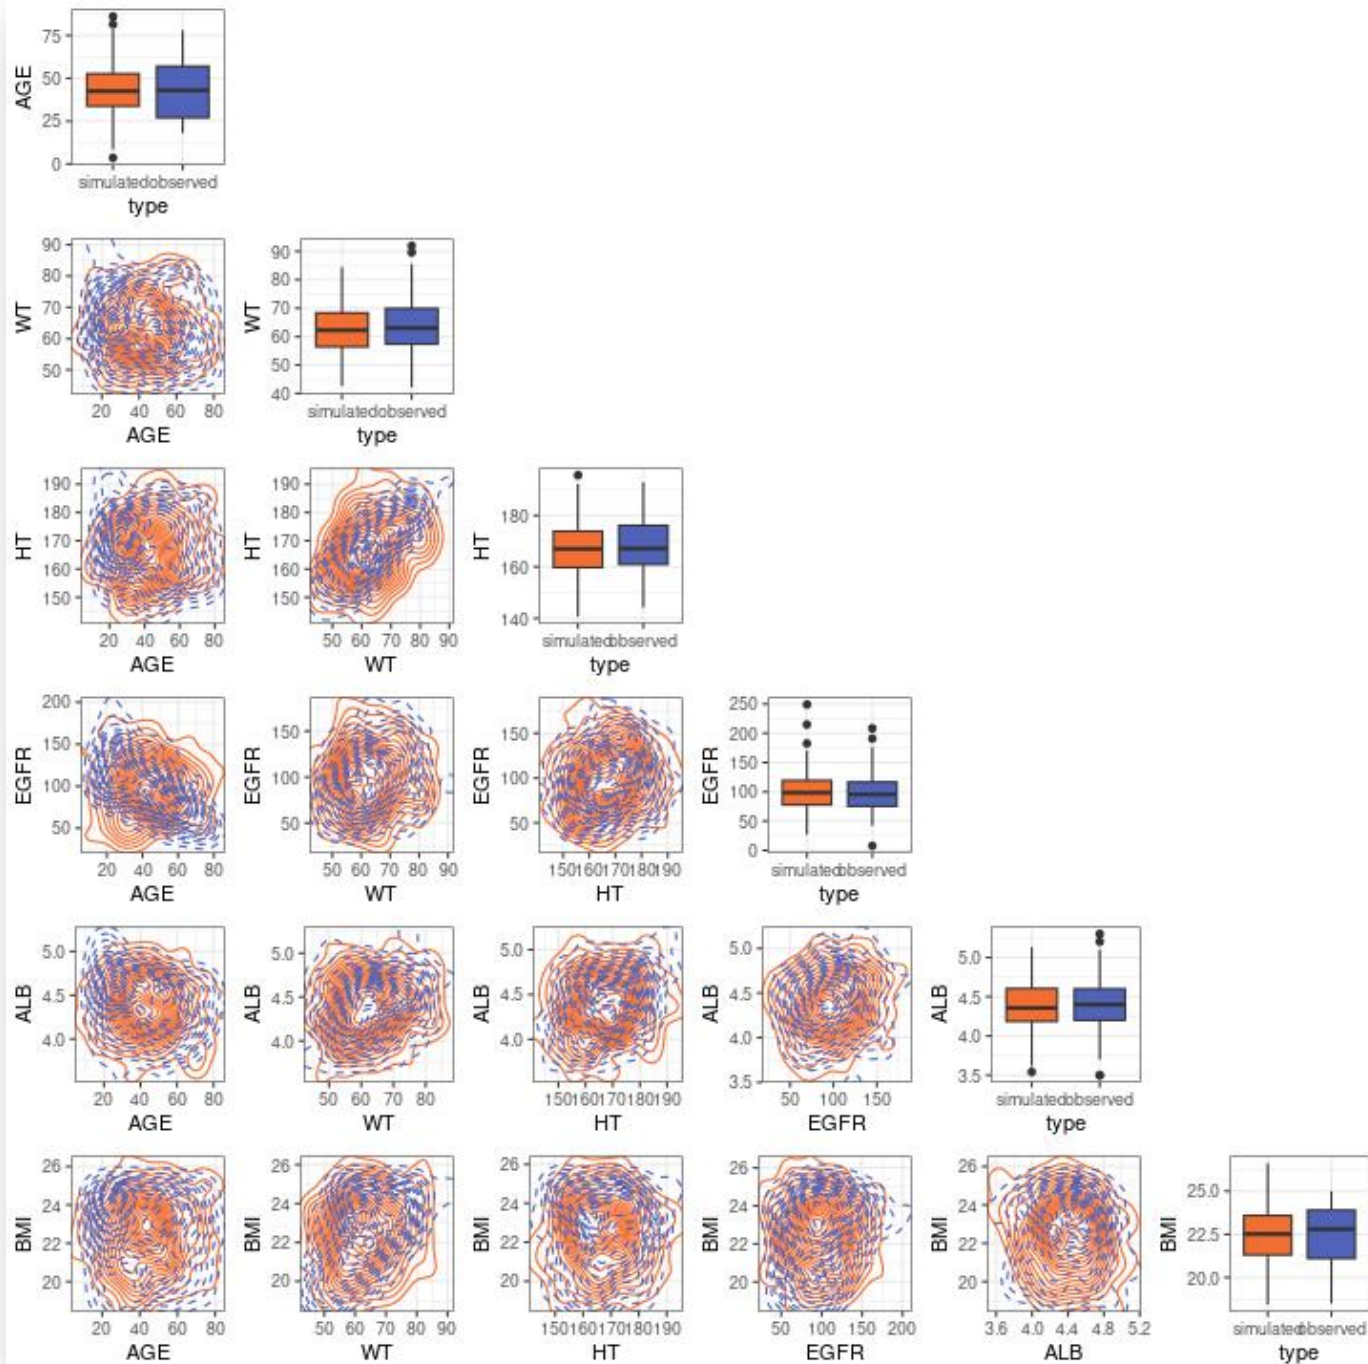 AGE
75
50
25
0
simulatedobserved
type
WT
90
80
70
60
50
20 40 60 80
AGE
WT
90
80
70
60
50
40
simulatedobserved
type
HT
190
180
170
160
150
20 40 60 80
AGE
HT
190
180
170
160
150
50 60 70 80 90
WT
HT
180
160
140
simulatedobserved
type
EGFR
200
150
100
50
20 40 60 80
AGE
EGFR
150
100
50
50 60 70 80 90
WT
EGFR
150
100
50
150160170180190
HT
EGFR
250
200
150
100
50
0
simulatedobserved
type
ALB
5.0
4.5
4.0
20 40 60 80
AGE
ALB
5.0
4.5
4.0
50 60 70 80
WT
ALB
5.0
4.5
4.0
150160170180190
HT
ALB
5.0
4.5
4.0
3.5
50 100 150
EGFR
ALB
5.0
4.5
4.0
3.5
simulatedobserved
type
BMI
26
24
22
20
20 40 60 80
AGE
BMI
26
24
22
20
50 60 70 80 90
WT
BMI
26
24
22
20
150160170180190
HT
BMI
26
24
22
20
50 100 150 200
EGFR
BMI
26
24
22
20
3.6 4.0 4.4 4.8 5.2
ALB
BMI
25.0
22.5
20.0
simulatedobserved
type